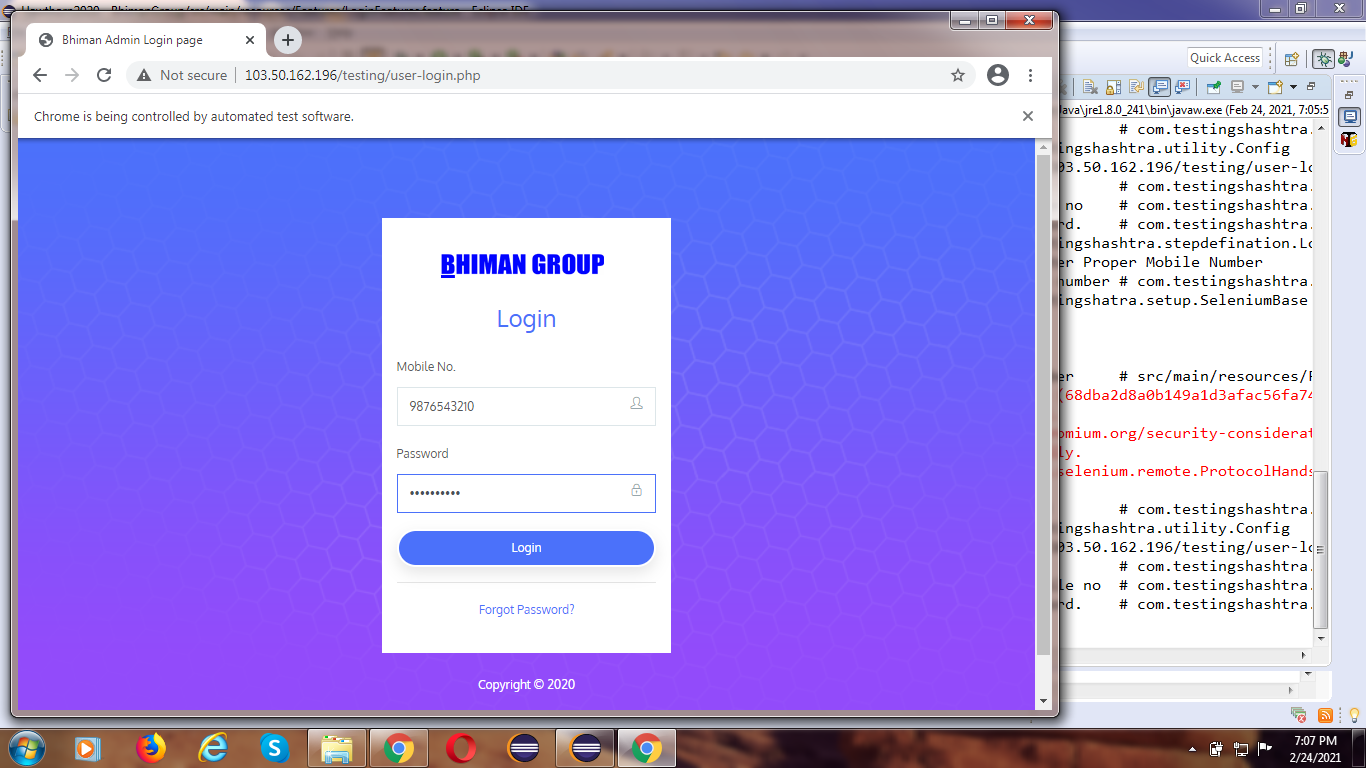 Bhiman Admin Login page
Not secure
103.50.162.196/testing/user-login.php
Chrome is being controlled by automated test software.
BHIMAN GROUP
Login
Mobile No.
9876543210
Password
••••••••••
Login
Forgot Password?
Copyright © 2020
Quick Access
Java\jre1.8.0_241\bin\javaw.exe (Feb 24, 2021, 7:05:5
# com.testingshashtra.
ingshashtra.utility.Config
03.50.162.196/testing/user-lo
# com.testingshashtra.
no # com.testingshashtra.
rd. # com.testingshashtra.
ingshashtra.stepdefination.Lo
er Proper Mobile Number
number # com.testingshashtra.
ingshatra.setup.SeleniumBase
er # src/main/resources/F
(68dba2d8a0b149a1d3afac56fa74
omium.org/security-considerat
ly.
selenium.remote.ProtocolHands
# com.testingshashtra.
ingshashtra.utility.Config
03.50.162.196/testing/user-lo
# com.testingshashtra.
le no # com.testingshashtra.
rd. # com.testingshashtra.
7:07 PM
2/24/2021